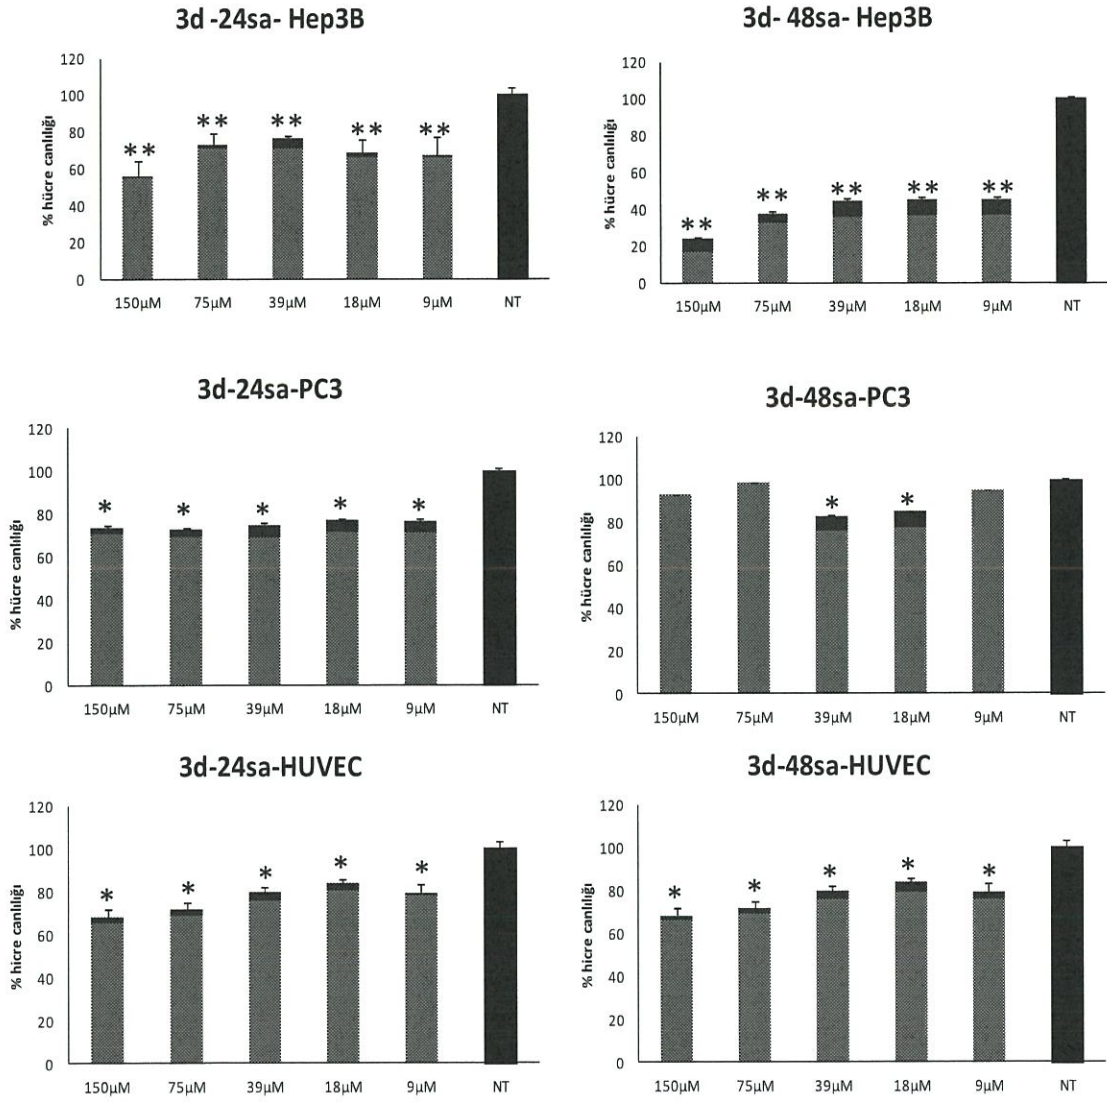 3d -24sa- Hep3B
% hücre canlılığı
120
100
80
60
40
20
0
** ** ** ** **
150µM 75µM 39µM 18µM 9µM NT
3d- 48sa- Hep3B
% hücre canlılığı
120
100
80
60
40
20
0
** ** ** ** **
150µM 75µM 39µM 18µM 9µM NT
3d-24sa-PC3
% hücre canlılığı
120
100
80
60
40
20
0
* * * * *
150µM 75µM 39µM 18µM 9µM NT
3d-48sa-PC3
% hücre canlılığı
120
100
80
60
40
20
0
* *
150µM 75µM 39µM 18µM 9µM NT
3d-24sa-HUVEC
% hicre canlılığı
120
100
80
60
40
20
0
* * * * *
150µM 75µM 39µM 18µM 9µM NT
3d-48sa-HUVEC
% hicre canlılığı
120
100
80
60
40
20
0
* * * * *
150µM 75µM 39µM 18µM 9µM NT